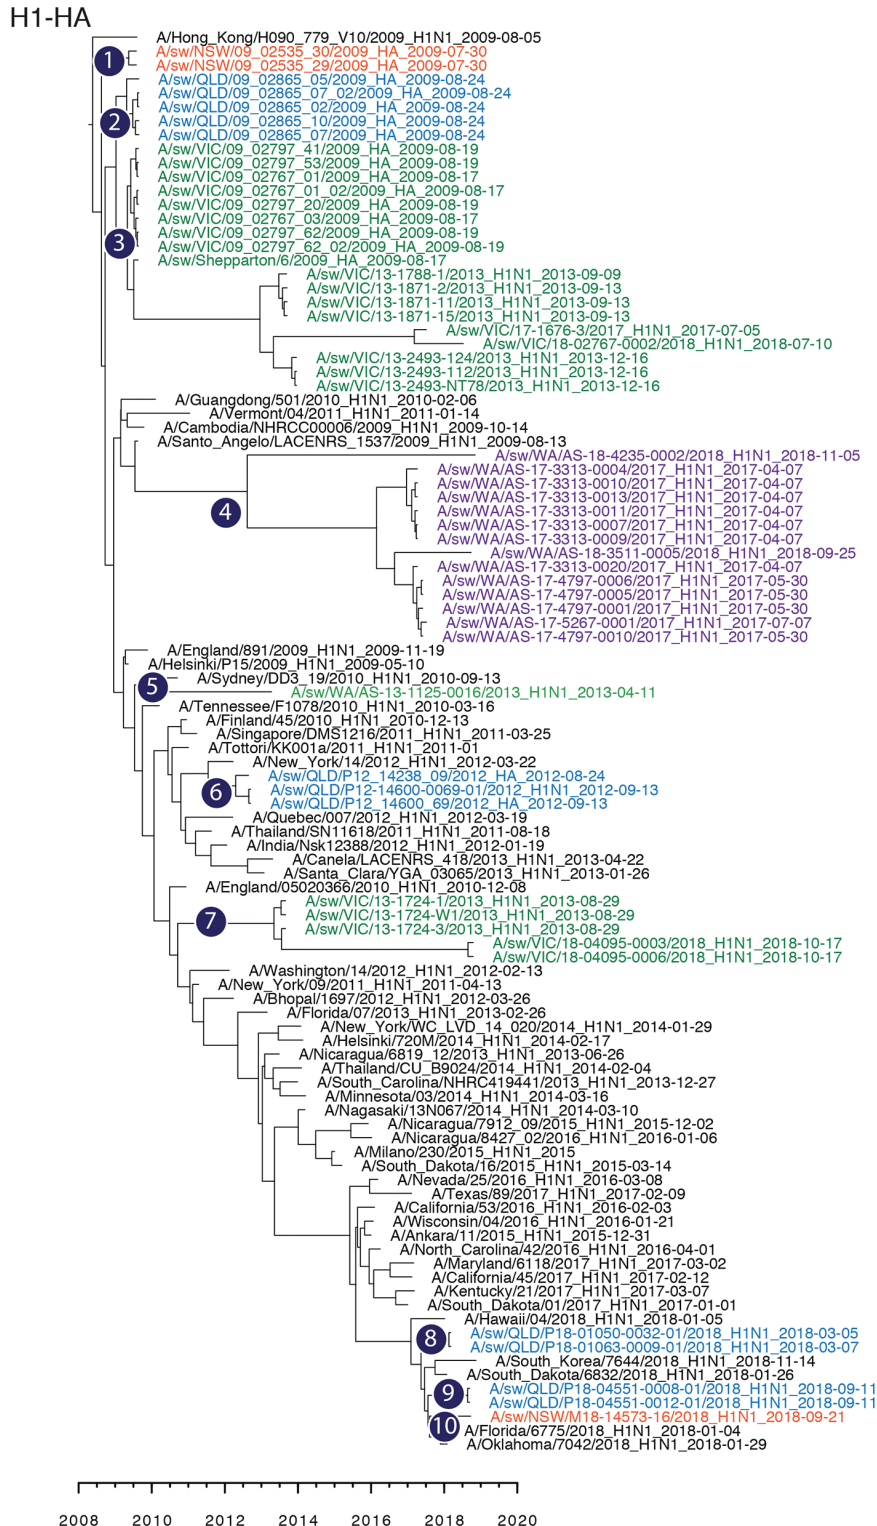 H1-HA
A/Hong_Kong/H090_779_V10/2009_H1N1_2009-08-05
A/sw/NSW/09_02535_30/2009_HA_2009-07-30
1
A/sw/NSW/09_02535_29/2009_HA_2009-07-30
A/sw/QLD/09_02865_05/2009_HA_2009-08-24
A/sw/QLD/09_02865_07_02/2009_HA_2009-08-24
A/sw/QLD/09_02865_02/2009_HA_2009-08-24
2
A/sw/QLD/09_02865_10/2009_HA_2009-08-24
A/sw/QLD/09_02865_07/2009_HA_2009-08-24
A/sw/VIC/09_02797_41/2009_HA_2009-08-19
A/sw/VIC/09_02797_53/2009_HA_2009-08-19
A/sw/VIC/09_02767_01/2009_HA_2009-08-17
A/sw/VIC/09_02767_01_02/2009_HA_2009-08-17
A/sw/VIC/09_02797_20/2009_HA_2009-08-19
A/sw/VIC/09_02767_03/2009_HA_2009-08-17
A/sw/VIC/09_02797_62/2009_HA_2009-08-19
3
A/sw/VIC/09_02797_62_02/2009_HA_2009-08-19
A/sw/Shepparton/6/2009_HA_2009-08-17
A/sw/VIC/13-1788-1/2013_H1N1_2013-09-09
A/sw/VIC/13-1871-2/2013_H1N1_2013-09-13
A/sw/VIC/13-1871-11/2013_H1N1_2013-09-13
A/sw/VIC/13-1871-15/2013_H1N1_2013-09-13
A/sw/VIC/17-1676-3/2017_H1N1_2017-07-05
A/sw/VIC/18-02767-0002/2018_H1N1_2018-07-10
A/sw/VIC/13-2493-124/2013_H1N1_2013-12-16
A/sw/VIC/13-2493-112/2013_H1N1_2013-12-16
A/sw/VIC/13-2493-NT78/2013_H1N1_2013-12-16
A/Guangdong/501/2010_H1N1_2010-02-06
A/Vermont/04/2011_H1N1_2011-01-14
A/Cambodia/NHRCC00006/2009_H1N1_2009-10-14
A/Santo_Angelo/LACENRS_1537/2009_H1N1_2009-08-13
A/sw/WA/AS-18-4235-0002/2018_H1N1_2018-11-05
A/sw/WA/AS-17-3313-0004/2017_H1N1_2017-04-07
A/sw/WA/AS-17-3313-0010/2017_H1N1_2017-04-07
A/sw/WA/AS-17-3313-0013/2017_H1N1_2017-04-07
4
A/sw/WA/AS-17-3313-0011/2017_H1N1_2017-04-07
A/sw/WA/AS-17-3313-0007/2017_H1N1_2017-04-07
A/sw/WA/AS-17-3313-0009/2017_H1N1_2017-04-07
A/sw/WA/AS-18-3511-0005/2018_H1N1_2018-09-25
A/sw/WA/AS-17-3313-0020/2017_H1N1_2017-04-07
A/sw/WA/AS-17-4797-0006/2017_H1N1_2017-05-30
A/sw/WA/AS-17-4797-0005/2017_H1N1_2017-05-30
A/sw/WA/AS-17-4797-0001/2017_H1N1_2017-05-30
A/sw/WA/AS-17-5267-0001/2017_H1N1_2017-07-07
A/sw/WA/AS-17-4797-0010/2017_H1N1_2017-05-30
A/England/891/2009_H1N1_2009-11-19
A/Helsinki/P15/2009_H1N1_2009-05-10
A/Sydney/DD3_19/2010_H1N1_2010-09-13
5
A/sw/WA/AS-13-1125-0016/2013_H1N1_2013-04-11
A/Tennessee/F1078/2010_H1N1_2010-03-16
A/Finland/45/2010_H1N1_2010-12-13
A/Singapore/DMS1216/2011_H1N1_2011-03-25
A/Tottori/KK001a/2011_H1N1_2011-01
A/New_York/14/2012_H1N1_2012-03-22
A/sw/QLD/P12_14238_09/2012_HA_2012-08-24
6
A/sw/QLD/P12-14600-0069-01/2012_H1N1_2012-09-13
A/sw/QLD/P12_14600_69/2012_HA_2012-09-13
A/Quebec/007/2012_H1N1_2012-03-19
A/Thailand/SN11618/2011_H1N1_2011-08-18
A/India/Nsk12388/2012_H1N1_2012-01-19
A/Canela/LACENRS_418/2013_H1N1_2013-04-22
A/Santa_Clara/YGA_03065/2013_H1N1_2013-01-26
A/England/05020366/2010_H1N1_2010-12-08
A/sw/VIC/13-1724-1/2013_H1N1_2013-08-29
7
A/sw/VIC/13-1724-W1/2013_H1N1_2013-08-29
A/sw/VIC/13-1724-3/2013_H1N1_2013-08-29
A/sw/VIC/18-04095-0003/2018_H1N1_2018-10-17
A/sw/VIC/18-04095-0006/2018_H1N1_2018-10-17
A/Washington/14/2012_H1N1_2012-02-13
A/New_York/09/2011_H1N1_2011-04-13
A/Bhopal/1697/2012_H1N1_2012-03-26
A/Florida/07/2013_H1N1_2013-02-26
A/New_York/WC_LVD_14_020/2014_H1N1_2014-01-29
A/Helsinki/720M/2014_H1N1_2014-02-17
A/Nicaragua/6819_12/2013_H1N1_2013-06-26
A/Thailand/CU_B9024/2014_H1N1_2014-02-04
A/South_Carolina/NHRC419441/2013_H1N1_2013-12-27
A/Minnesota/03/2014_H1N1_2014-03-16
A/Nagasaki/13N067/2014_H1N1_2014-03-10
A/Nicaragua/7912_09/2015_H1N1_2015-12-02
A/Nicaragua/8427_02/2016_H1N1_2016-01-06
A/Milano/230/2015_H1N1_2015
A/South_Dakota/16/2015_H1N1_2015-03-14
A/Nevada/25/2016_H1N1_2016-03-08
A/Texas/89/2017_H1N1_2017-02-09
A/California/53/2016_H1N1_2016-02-03
A/Wisconsin/04/2016_H1N1_2016-01-21
A/Ankara/11/2015_H1N1_2015-12-31
A/North_Carolina/42/2016_H1N1_2016-04-01
A/Maryland/6118/2017_H1N1_2017-03-02
A/California/45/2017_H1N1_2017-02-12
A/Kentucky/21/2017_H1N1_2017-03-07
A/South_Dakota/01/2017_H1N1_2017-01-01
A/Hawaii/04/2018_H1N1_2018-01-05
8
A/sw/QLD/P18-01050-0032-01/2018_H1N1_2018-03-05
A/sw/QLD/P18-01063-0009-01/2018_H1N1_2018-03-07
A/South_Korea/7644/2018_H1N1_2018-11-14
A/South_Dakota/6832/2018_H1N1_2018-01-26
9
A/sw/QLD/P18-04551-0008-01/2018_H1N1_2018-09-11
A/sw/QLD/P18-04551-0012-01/2018_H1N1_2018-09-11
A/sw/NSW/M18-14573-16/2018_H1N1_2018-09-21
10
A/Florida/6775/2018_H1N1_2018-01-04
A/Oklahoma/7042/2018_H1N1_2018-01-29
2008 2010 2012 2014 2016 2018 2020